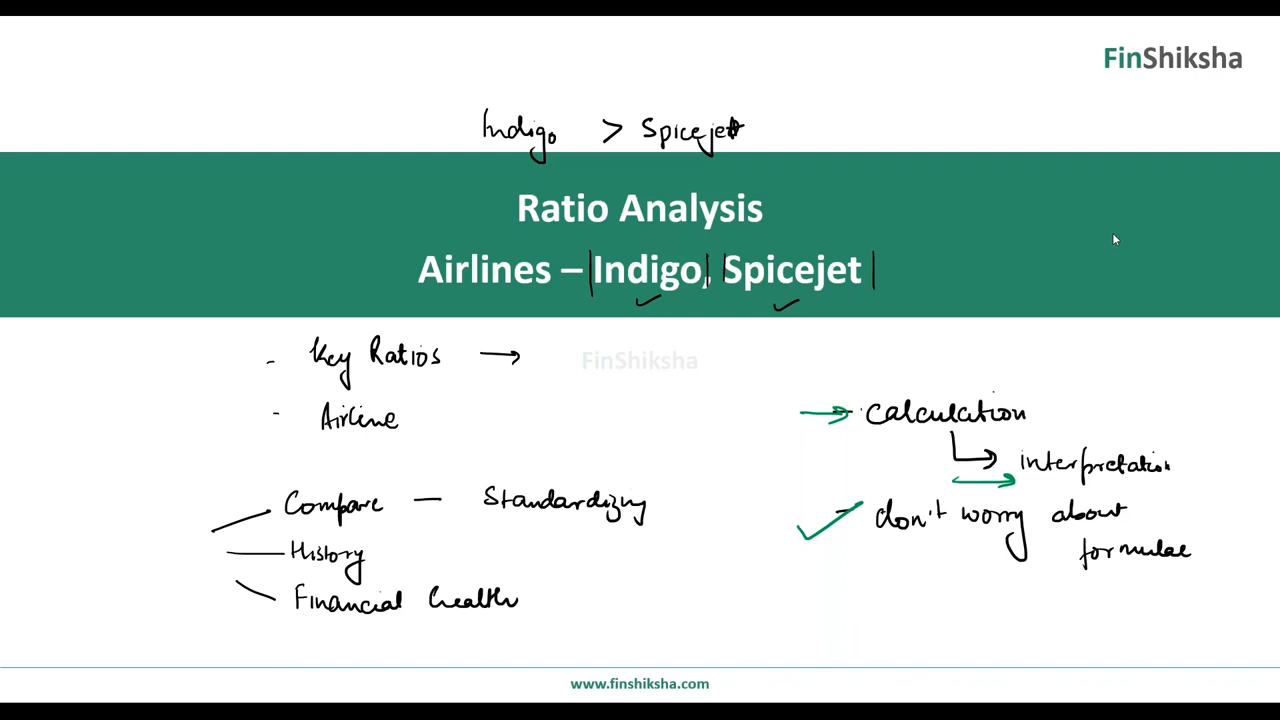 FinShiksha
Indigo > Spicejet
Ratio Analysis
Airlines – Indigo, Spicejet
- Key Ratios →
FinShiksha
- Airline
Compare — Standardizing
History
Financial health
→ - Calculation
→ interpretation
- don't worry about
formulae
www.finshiksha.com